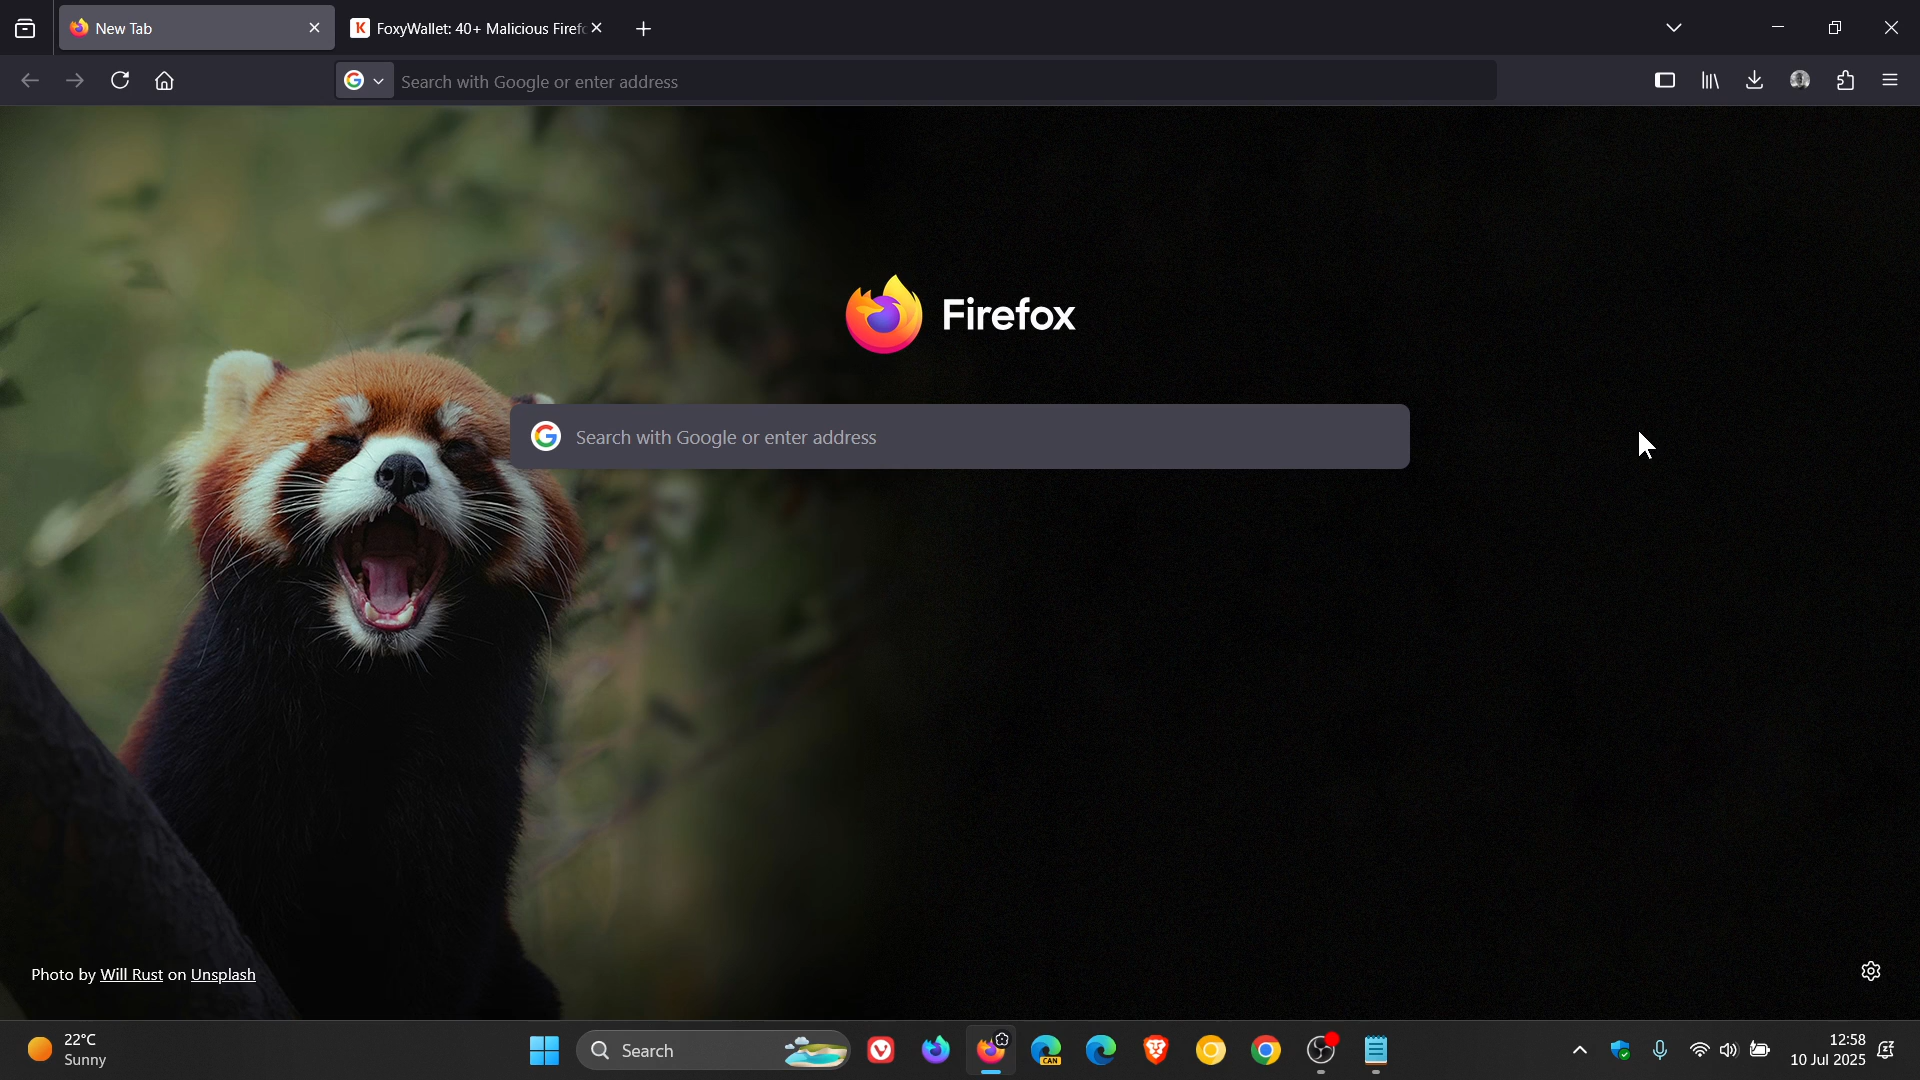 New Tab
FoxyWallet: 40+ Malicious Firef
Search with Google or enter address
Firefox
Search with Google or enter address
Photo by Will Rust on Unsplash
22°C
Sunny
Search
CAN
12:58
10 Jul 2025